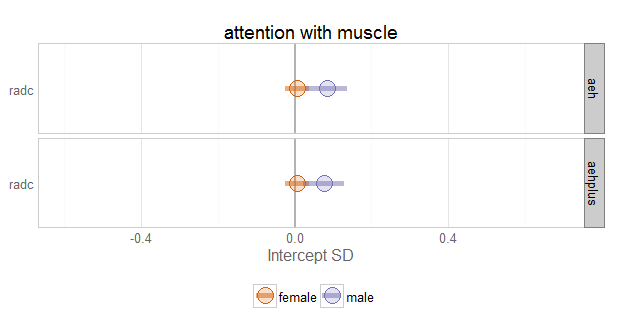 attention with muscle
radc
aeh
radc
aehplus
-0.4 0.0 0.4
Intercept SD
female male